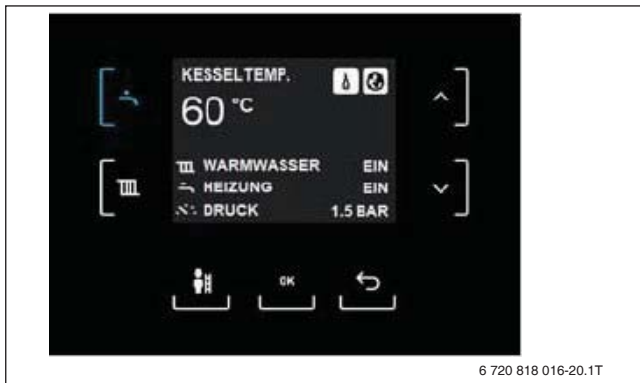 KESSELTEMP.
60 °C
WARMWASSER EIN
HEIZUNG EIN
DRUCK 1.5 BAR
OK
6 720 818 016-20.1T